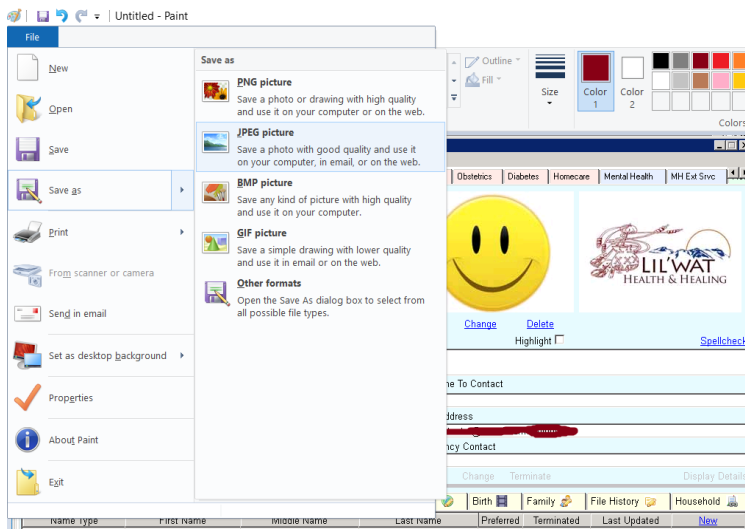 Untitled - Paint
File
New
Open
Save
Save as
Print
From scanner or camera
Send in email
Set as desktop background
Properties
About Paint
Exit
Save as
PNG picture
Save a photo or drawing with high quality
and use it on your computer or on the web.
JPEG picture
Save a photo with good quality and use it
on your computer, in email, or on the web.
BMP picture
Save any kind of picture with high quality
and use it on your computer.
GIF picture
Save a simple drawing with lower quality
and use it in email or on the web.
Other formats
Open the Save As dialog box to select from
all possible file types.
Outline
Fill
Size
Color
1
Color
2
Colors
Obstetrics Diabetes Homecare Mental Health MH Ext Srvc
LIL'WAT
HEALTH & HEALING
Change Delete
Highlight
Spellcheck
me To Contact
ddress
ncy Contact
Change Terminate Display Details
Birth Family File History Household
Name Type First Name Middle Name Last Name Preferred Terminated Last Updated New